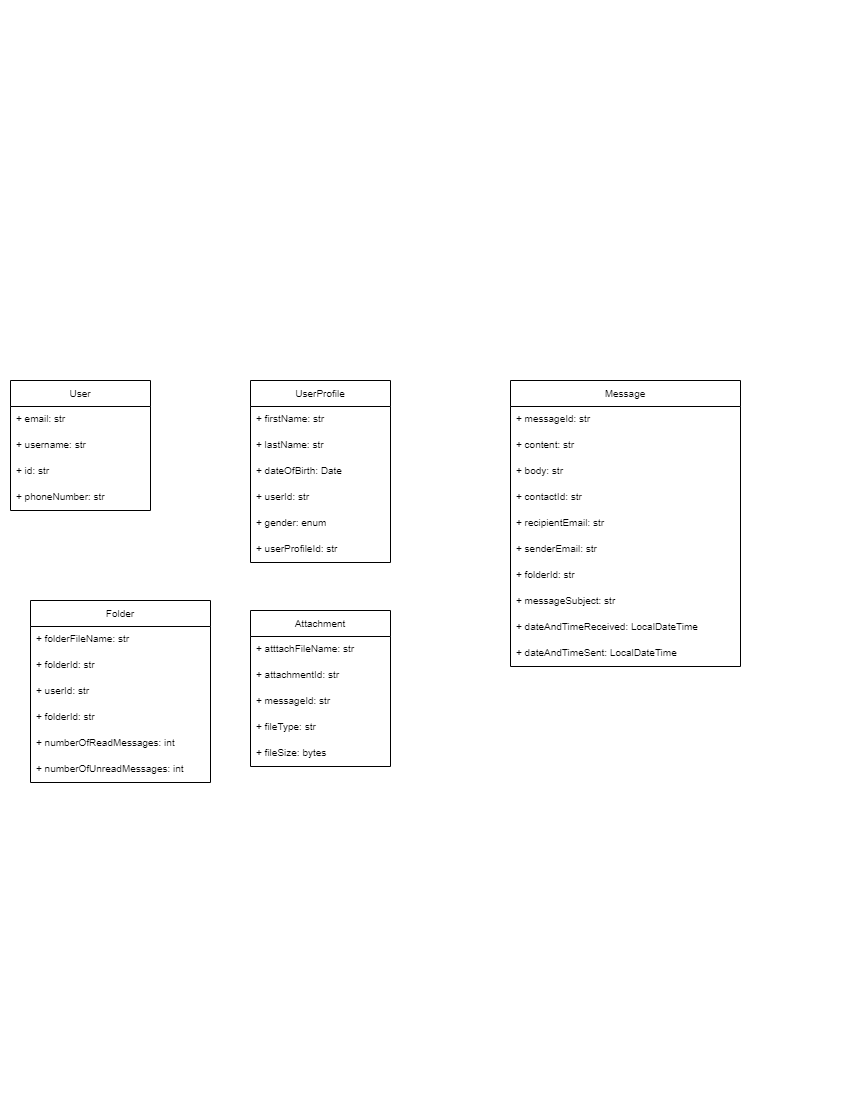 User
+ email: str
+ username: str
+ id: str
+ phoneNumber: str
UserProfile
+ firstName: str
+ lastName: str
+ dateOfBirth: Date
+ userId: str
+ gender: enum
+ userProfileId: str
Message
+ messageId: str
+ content: str
+ body: str
+ contactId: str
+ recipientEmail: str
+ senderEmail: str
+ folderId: str
+ messageSubject: str
+ dateAndTimeReceived: LocalDateTime
+ dateAndTimeSent: LocalDateTime
Folder
+ folderFileName: str
+ folderId: str
+ userId: str
+ folderId: str
+ numberOfReadMessages: int
+ numberOfUnreadMessages: int
Attachment
+ atttachFileName: str
+ attachmentId: str
+ messageId: str
+ fileType: str
+ fileSize: bytes